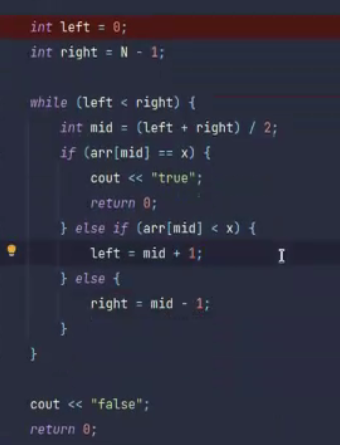 int left = 0;
int right = N - 1;
while (left < right) {
int mid = (left + right) / 2;
if (arr[mid] == x) {
cout << "true";
return 0;
} else if (arr[mid] < x) {
left = mid + 1;
} else {
right = mid - 1;
}
}
cout << "false";
return 0;